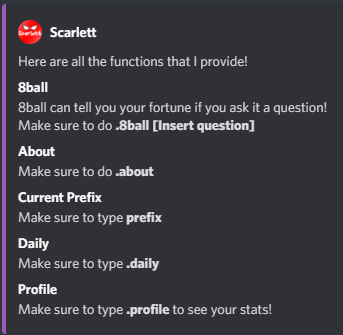 Scarlett
Here are all the functions that I provide!
8ball
8ball can tell you your fortune if you ask it a question!
Make sure to do .8ball [Insert question]
About
Make sure to do .about
Current Prefix
Make sure to type prefix
Daily
Make sure to type .daily
Profile
Make sure to type .profile to see your stats!